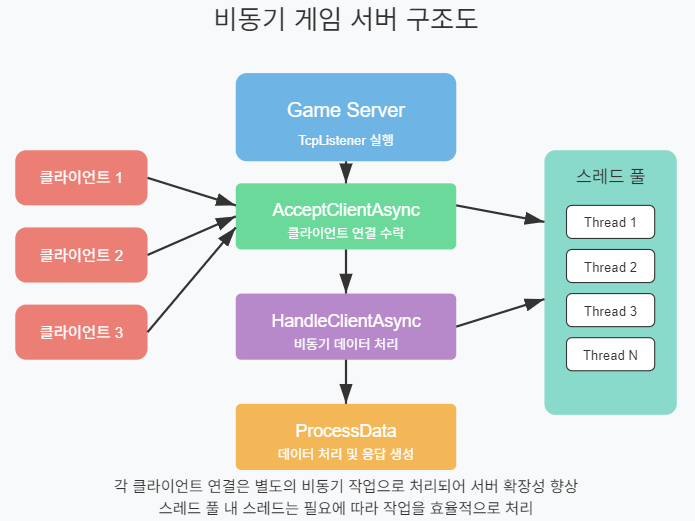 비동기 게임 서버 구조도
Game Server
TcpListener 실행
클라이언트 1
클라이언트 2
클라이언트 3
AcceptClientAsync
클라이언트 연결 수락
HandleClientAsync
비동기 데이터 처리
ProcessData
데이터 처리 및 응답 생성
스레드 풀
Thread 1
Thread 2
Thread 3
Thread N
각 클라이언트 연결은 별도의 비동기 작업으로 처리되어 서버 확장성 향상
스레드 풀 내 스레드는 필요에 따라 작업을 효율적으로 처리